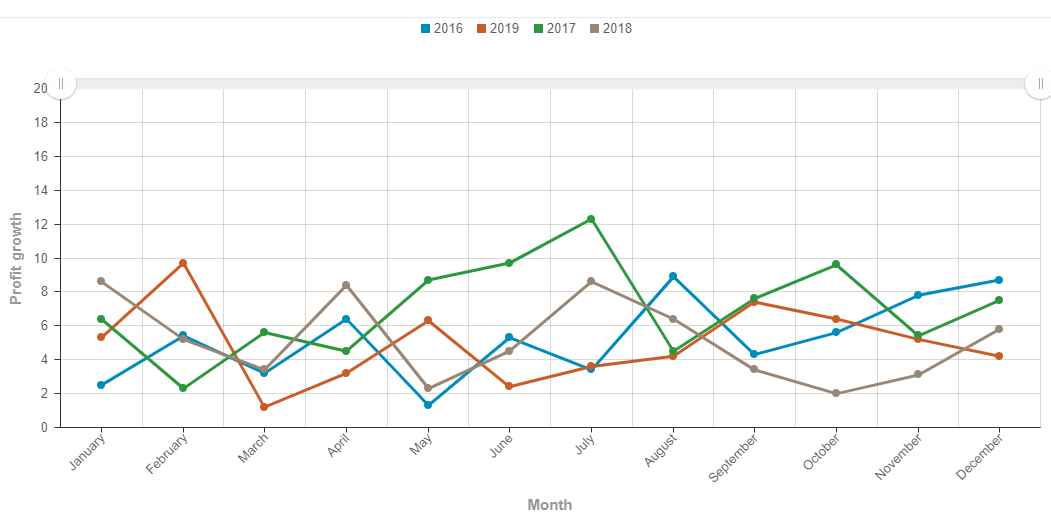 2016 2019 2017 2018
20
18
16
14
12
10
8
6
4
2
0
Profit growth
January February March April May June July August September October November December
Month